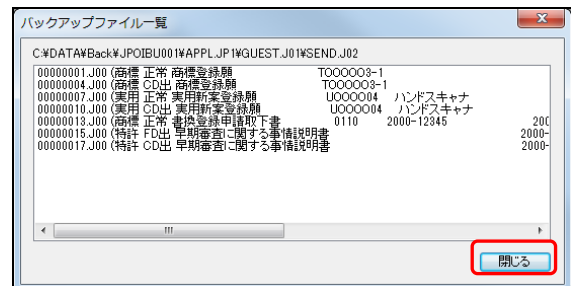 バックアップファイル一覧
C:¥DATA¥Back¥JPOIBU001¥APPL.JP1¥GUEST.J01¥SEND.J02
00000001.J00 (商標 正常 商標登録願 TOOOOO3-1
00000004.J00 (商標 CD出 商標登録願 TOOOOO3-1
00000007.J00 (実用 正常 実用新案登録願 UOOOOO4 ハンドスキャナ
00000010.J00 (実用 CD出 実用新案登録願 UOOOOO4 ハンドスキャナ
00000013.J00 (商標 正常 書換登録申請取下書 0110 2000-12345 200
00000015.J00 (特許 FD出 早期審査に関する事情説明書 2000-
00000017.J00 (特許 CD出 早期審査に関する事情説明書 2000-
閉じる